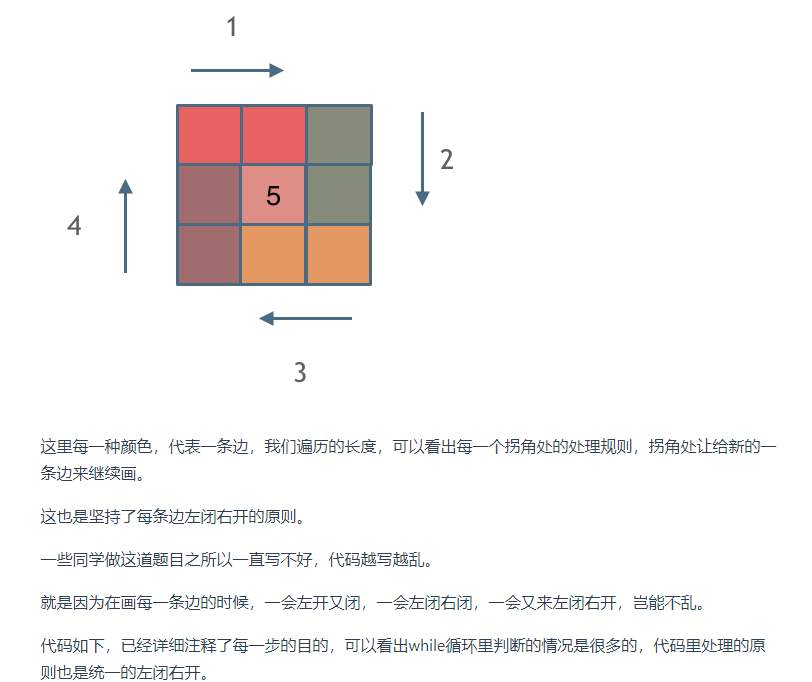 1
2
5
4
3
这里每一种颜色，代表一条边，我们遍历的长度，可以看出每一个拐角处的处理规则，拐角处让给新的一
条边来继续画。
这也是坚持了每条边左闭右开的原则。
一些同学做这道题目之所以一直写不好，代码越写越乱。
就是因为在画每一条边的时候，一会左开又闭，一会左闭右闭，一会又来左闭右开，岂能不乱。
代码如下，已经详细注释了每一步的目的，可以看出while循环里判断的情况是很多的，代码里处理的原
则也是统一的左闭右开。